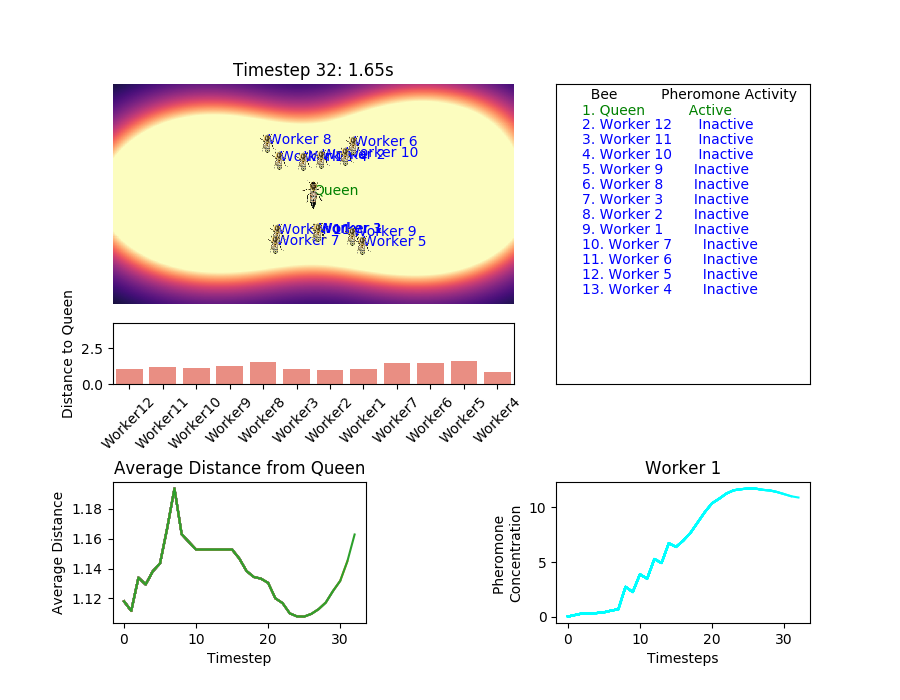 Timestep 32: 1.65s
Worker 8
Worker 6
Worker 10
Queen
Worker 9
Worker 7
Worker 5
Bee Pheromone Activity
1. Queen Active
2. Worker 12 Inactive
3. Worker 11 Inactive
4. Worker 10 Inactive
5. Worker 9 Inactive
6. Worker 8 Inactive
7. Worker 3 Inactive
8. Worker 2 Inactive
9. Worker 1 Inactive
10. Worker 7 Inactive
11. Worker 6 Inactive
12. Worker 5 Inactive
13. Worker 4 Inactive
Distance to Queen
2.5
0.0
Worker12
Worker11
Worker10
Worker9
Worker8
Worker3
Worker2
Worker1
Worker7
Worker6
Worker5
Worker4
Average Distance from Queen
Average Distance
1.18
1.16
1.14
1.12
0 10 20 30
Timestep
Worker 1
Pheromone
Concentration
10
5
0
0 10 20 30
Timesteps